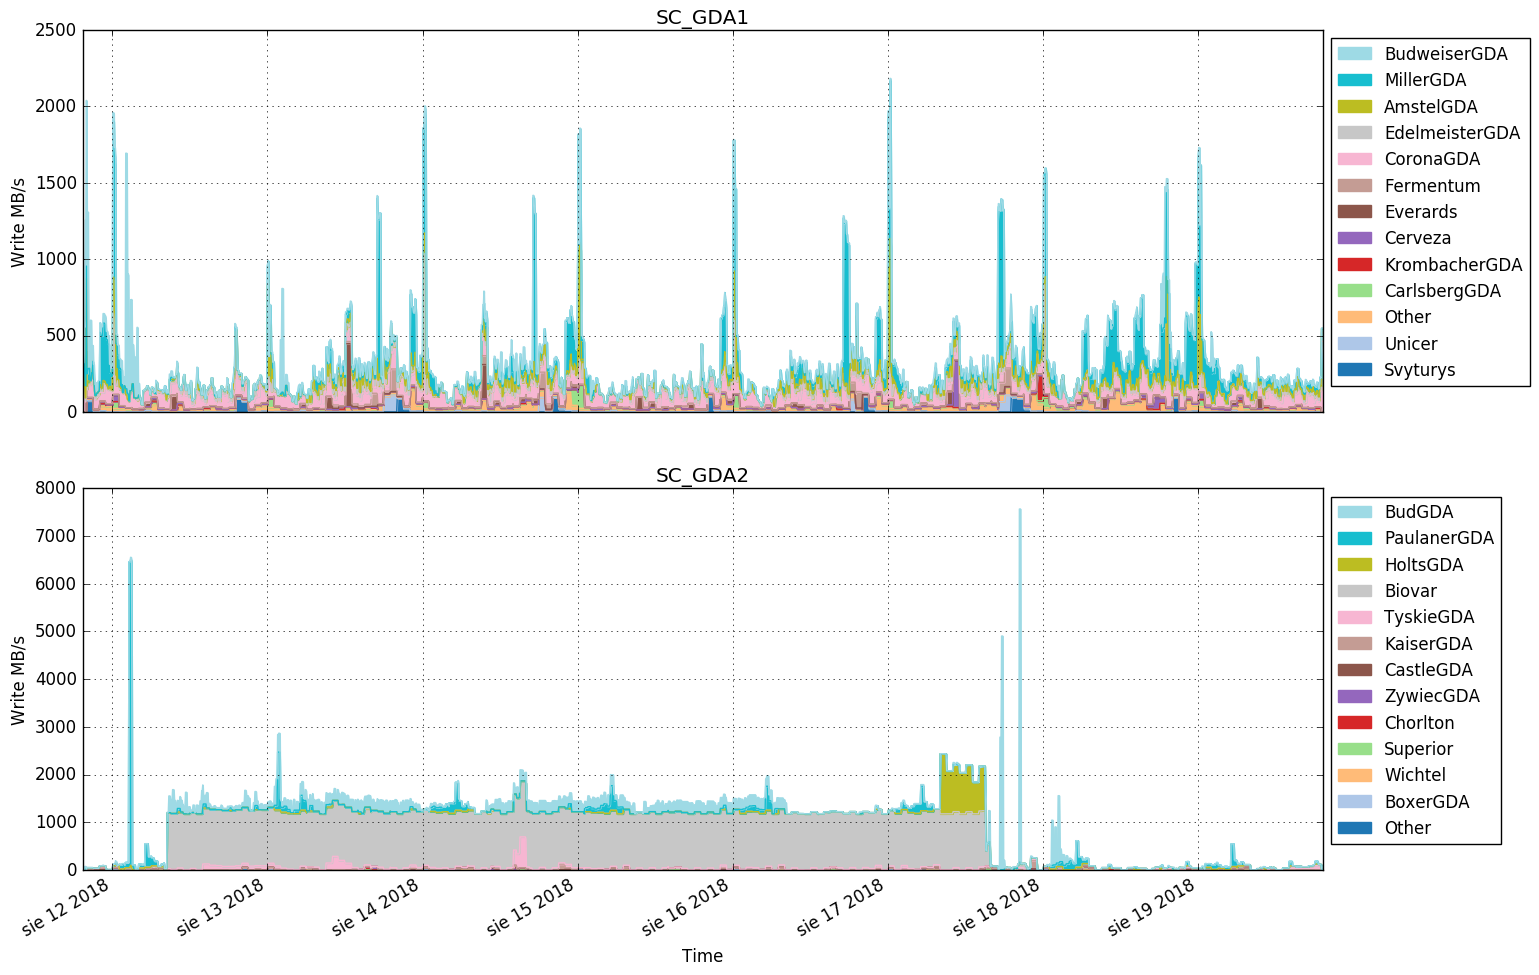 SC_GDA1
2500
2000
1500
1000
500
0
Write MB/s
BudweiserGDA
MillerGDA
AmstelGDA
EdelmeisterGDA
CoronaGDA
Fermentum
Everards
Cerveza
KrombacherGDA
CarlsbergGDA
Other
Unicer
Svyturys
SC_GDA2
8000
7000
6000
5000
4000
3000
2000
1000
0
Write MB/s
BudGDA
PaulanerGDA
HoltsGDA
Biovar
TyskieGDA
KaiserGDA
CastleGDA
ZywiecGDA
Chorlton
Superior
Wichtel
BoxerGDA
Other
sie 12 2018
sie 13 2018
sie 14 2018
sie 15 2018
sie 16 2018
sie 17 2018
sie 18 2018
sie 19 2018
Time